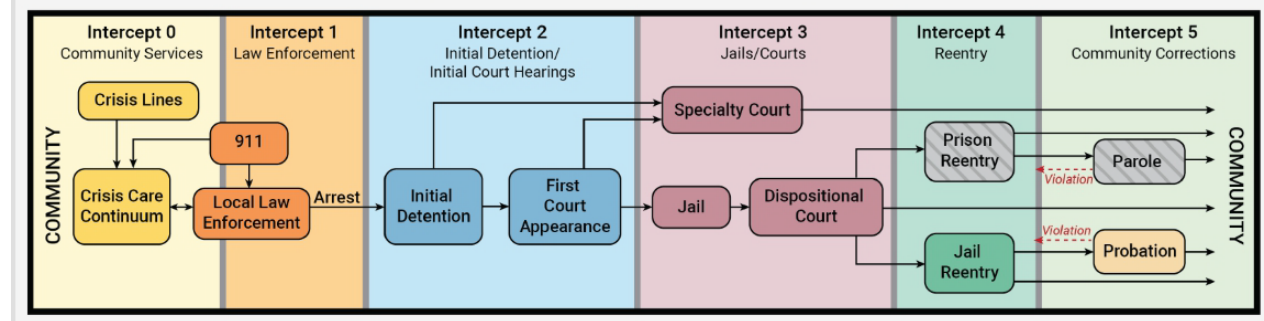 Intercept 0
Community Services
Intercept 1
Law Enforcement
Intercept 2
Initial Detention/
Initial Court Hearings
Intercept 3
Jails/Courts
Intercept 4
Reentry
Intercept 5
Community Corrections
COMMUNITY
Crisis Lines
911
Crisis Care
Continuum
Local Law
Enforcement
Arrest
Initial
Detention
First
Court
Appearance
Specialty Court
Jail
Dispositional
Court
Prison
Reentry
Parole
Violation
Jail
Reentry
Violation
Probation
COMMUNITY